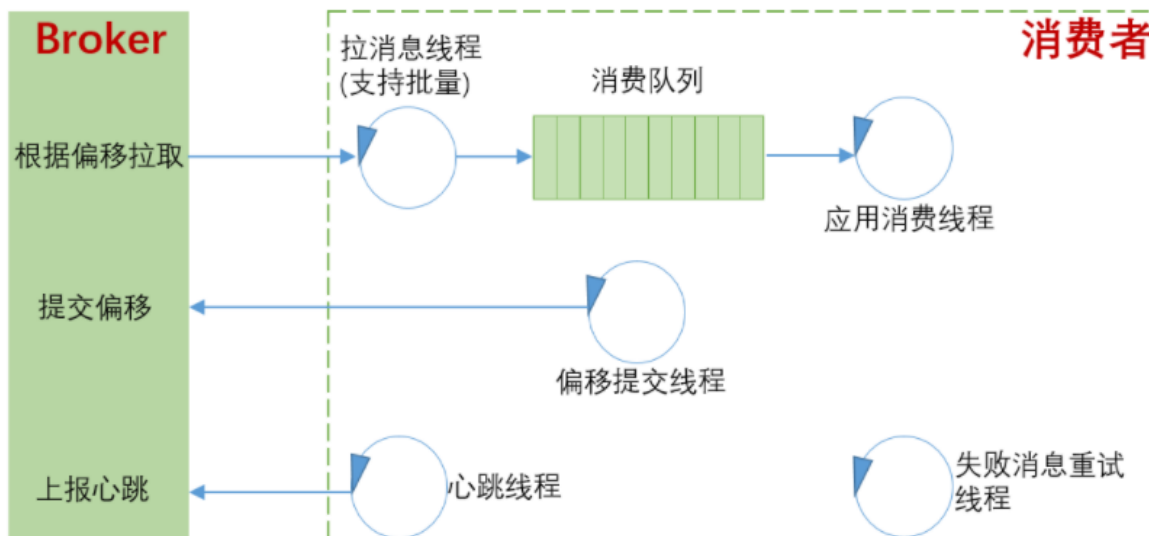 Broker
消费者
拉消息线程
(支持批量)
消费队列
根据偏移拉取
应用消费线程
提交偏移
偏移提交线程
上报心跳
心跳线程
失败消息重试
线程